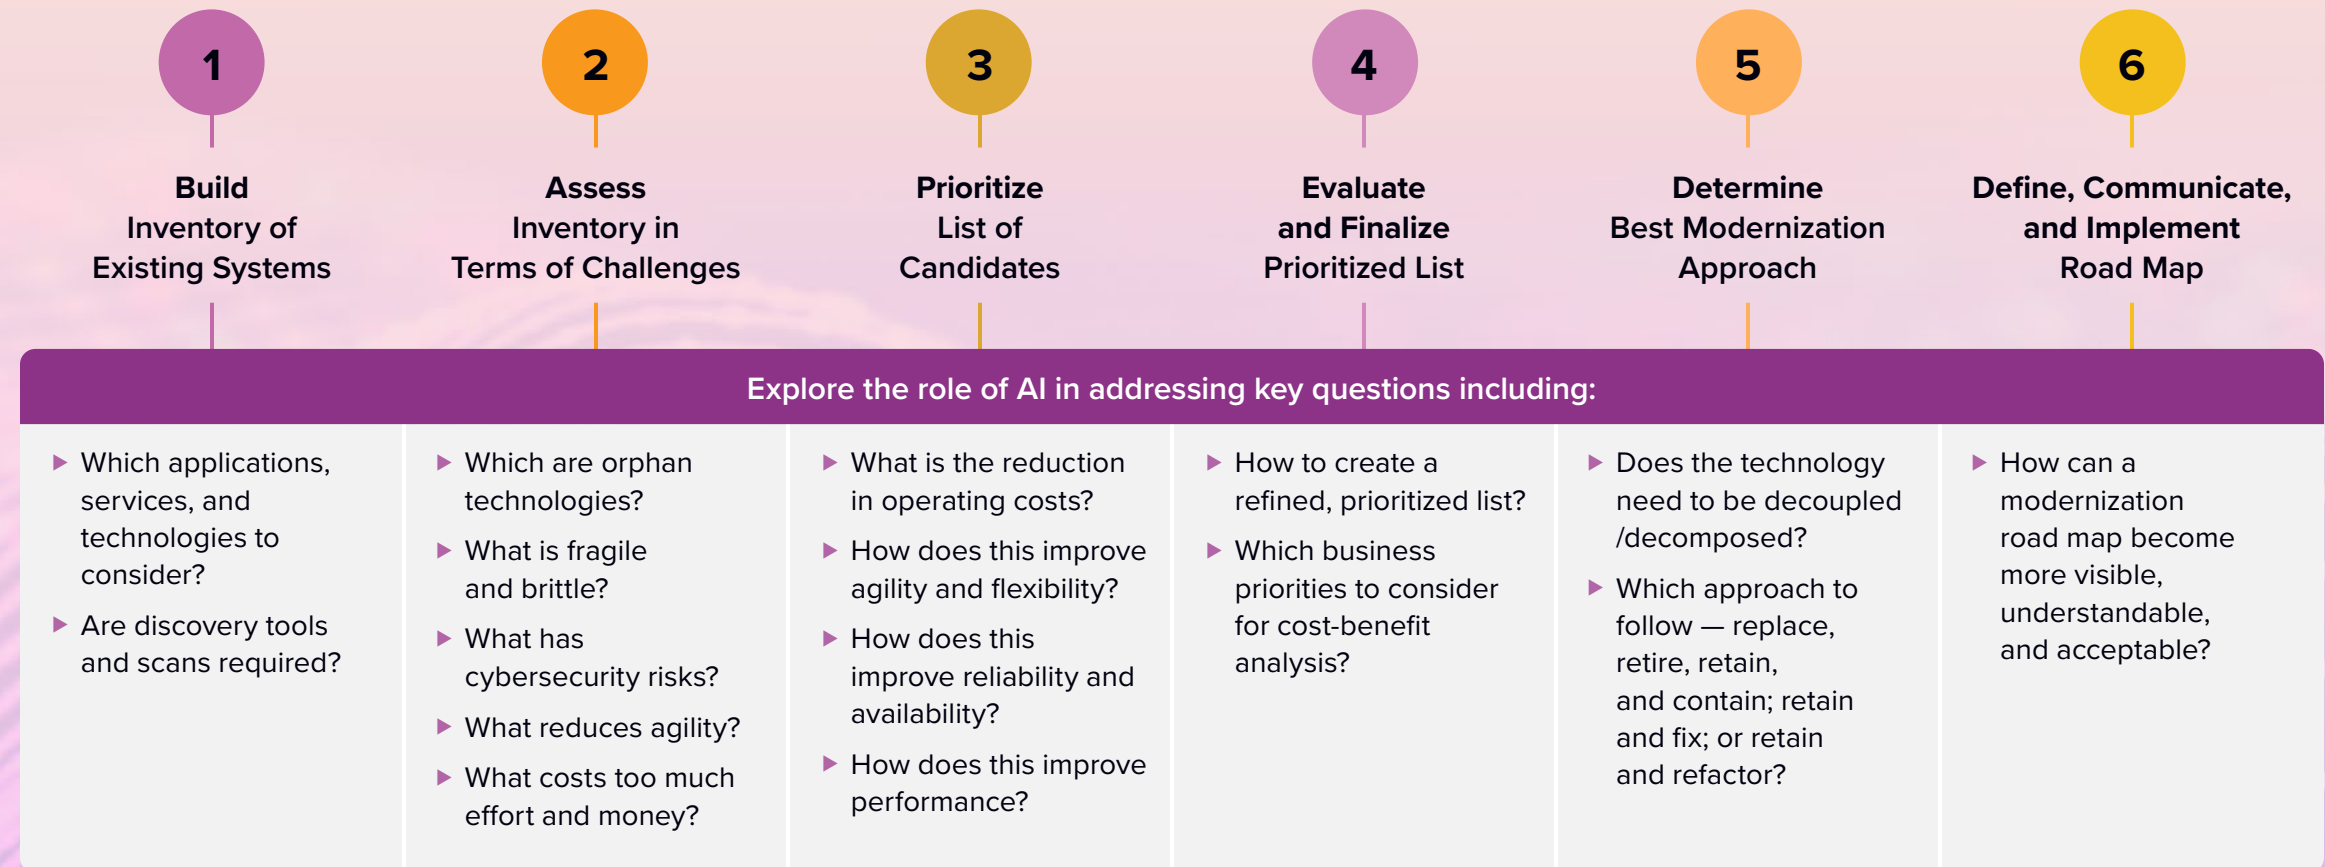 1
Build
Inventory of
Existing Systems
2
Assess
Inventory in
Terms of Challenges
3
Prioritize
List of
Candidates
4
Evaluate
and Finalize
Prioritized List
5
Determine
Best Modernization
Approach
6
Define, Communicate,
and Implement
Road Map
Explore the role of AI in addressing key questions including:
Which applications,
services, and
technologies to
consider?
Are discovery tools
and scans required?
Which are orphan
technologies?
What is fragile
and brittle?
What has
cybersecurity risks?
What reduces agility?
What costs too much
effort and money?
What is the reduction
in operating costs?
How does this improve
agility and flexibility?
How does this
improve reliability and
availability?
How does this improve
performance?
How to create a
refined, prioritized list?
Which business
priorities to consider
for cost-benefit
analysis?
Does the technology
need to be decoupled
/decomposed?
Which approach to
follow — replace,
retire, retain,
and contain; retain
and fix; or retain
and refactor?
How can a
modernization
road map become
more visible,
understandable,
and acceptable?